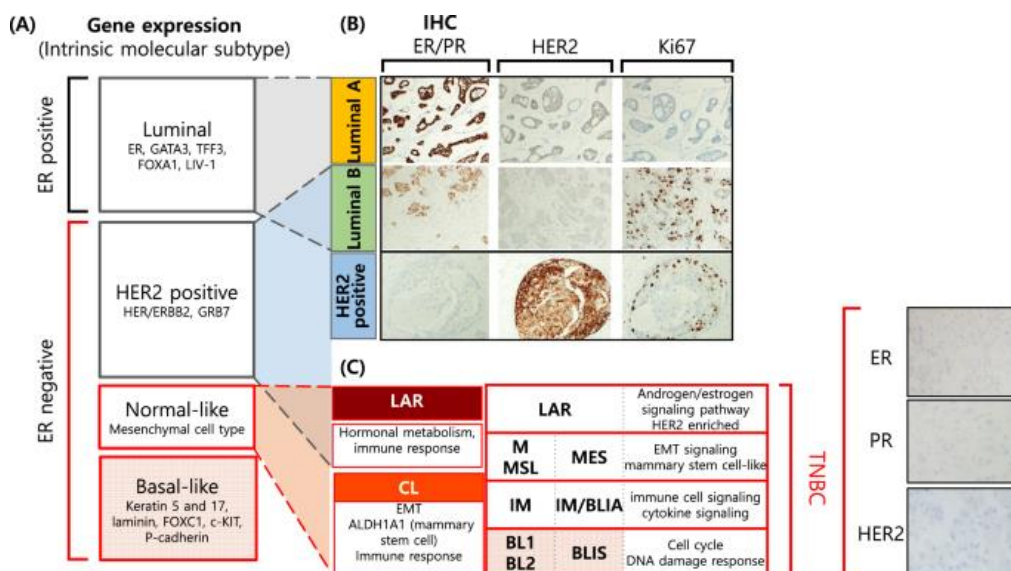 (A)
Gene expression
(Intrinsic molecular subtype)
ER positive
Luminal
ER, GATA3, TFF3,
FOXA1, LIV-1
ER negative
HER2 positive
HER/ERBB2, GRB7
Normal-like
Mesenchymal cell type
Basal-like
Keratin 5 and 17,
laminin, FOXC1, c-KIT,
P-cadherin
(B)
IHC
ER/PR
HER2
Ki67
Luminal A
Luminal B
HER2
positive
(C)
LAR
Hormonal metabolism,
immune response
CL
EMT
ALDH1A1 (mammary
stem cell)
Immune response
LAR
Androgen/estrogen
signaling pathway
HER2 enriched
M
MSL
MES
EMT signaling
mammary stem cell-like
IM
IM/BLIA
immune cell signaling
cytokine signaling
BL1
BL2
BLIS
Cell cycle
DNA damage response
TNBC
ER
PR
HER2